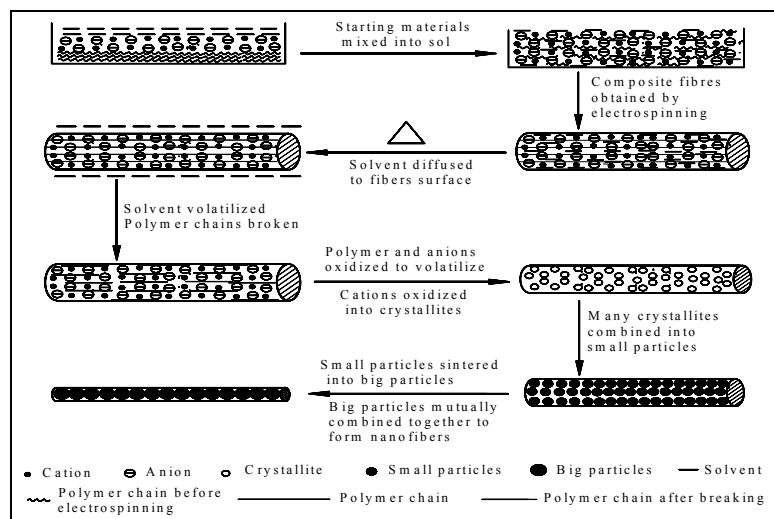 Starting materials
mixed into sol
Composite fibres
obtained by
electrospinning
Solvent diffused
to fibers surface
Solvent volatilized
Polymer chains broken
Polymer and anions
oxidized to volatilize
Cations oxidized
into crystallites
Many crystallites
combined into
small particles
Small particles sintered
into big particles
Big particles mutually
combined together to
form nanofibers
Cation Anion Crystallite Small particles Big particles Solvent
Polymer chain before
electrospinning
Polymer chain
Polymer chain after breaking